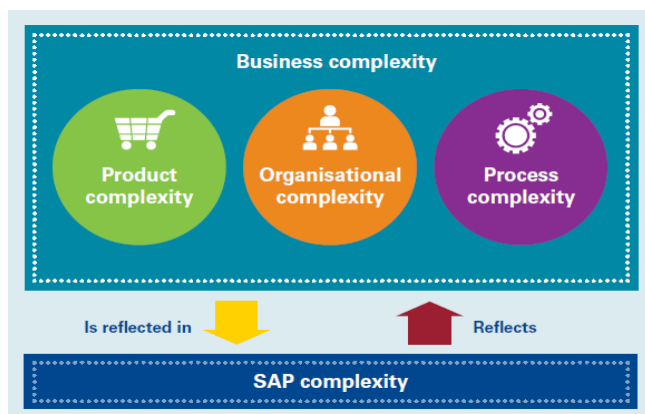 Business complexity
Product
complexity
Organisational
complexity
Process
complexity
Is reflected in
Reflects
SAP complexity